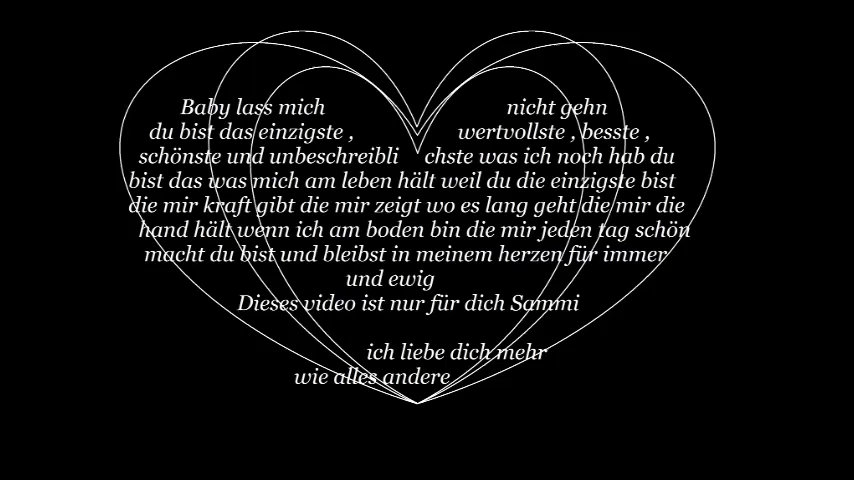 Baby lass mich nicht gehn
du bist das einzigste , wertvollste , besste ,
schönste und unbeschreibli chste was ich noch hab du
bist das was mich am leben hält weil du die einzigste bist
die mir kraft gibt die mir zeigt wo es lang geht die mir die
hand hält wenn ich am boden bin die mir jeden tag schön
macht du bist und bleibst in meinem herzen für immer
und ewig
Dieses video ist nur für dich Sammi
ich liebe dich mehr
wie alles andere